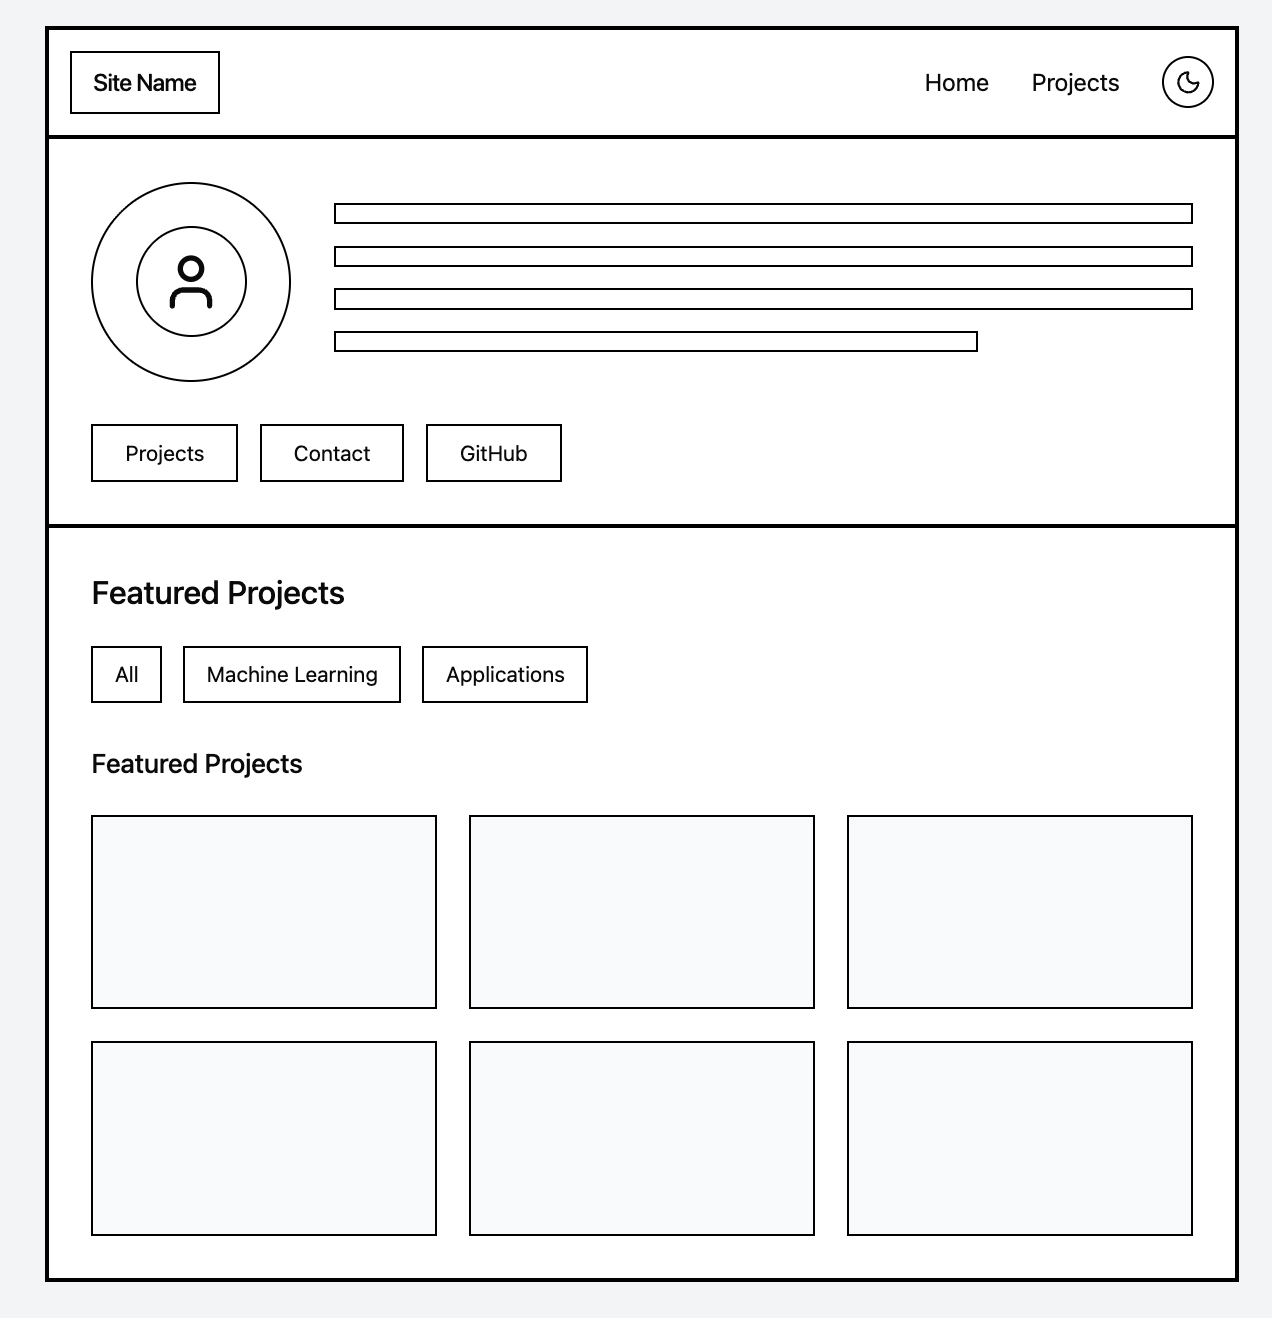 Site Name
Home
Projects
Projects
Contact
GitHub
Featured Projects
All
Machine Learning
Applications
Featured Projects